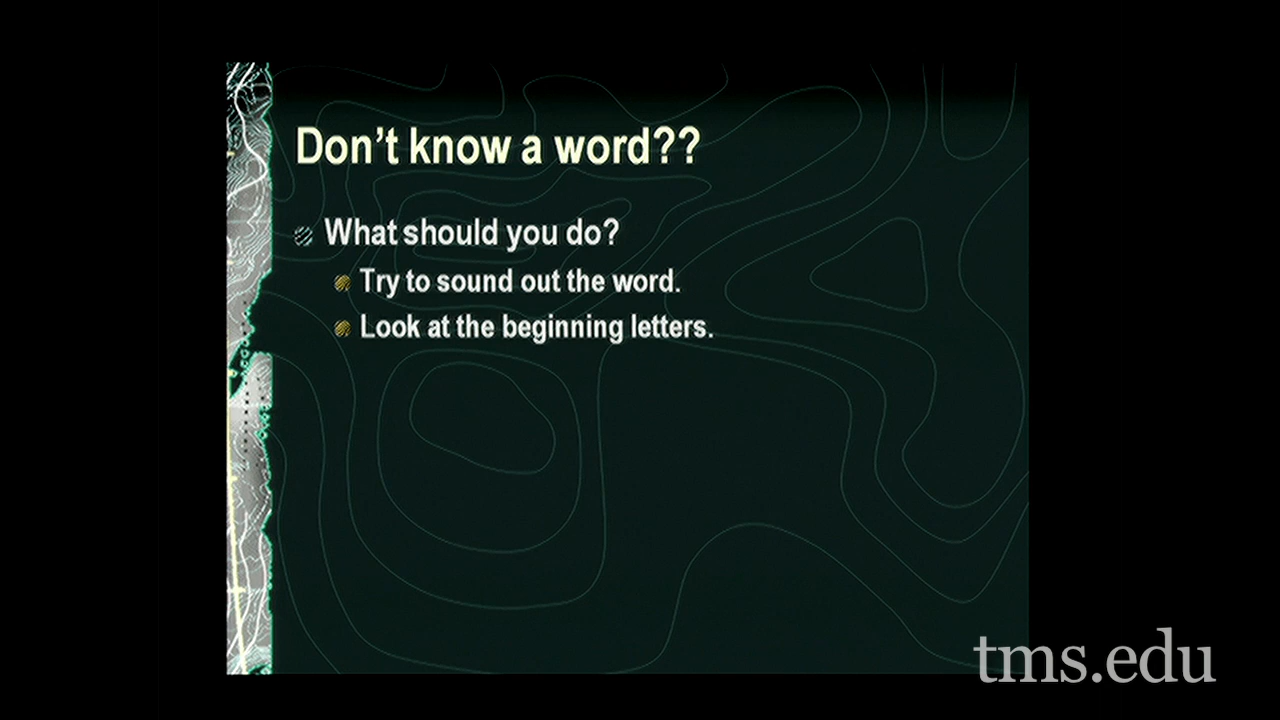 Don't know a word??
What should you do?
Try to sound out the word.
Look at the beginning letters.
tms.edu